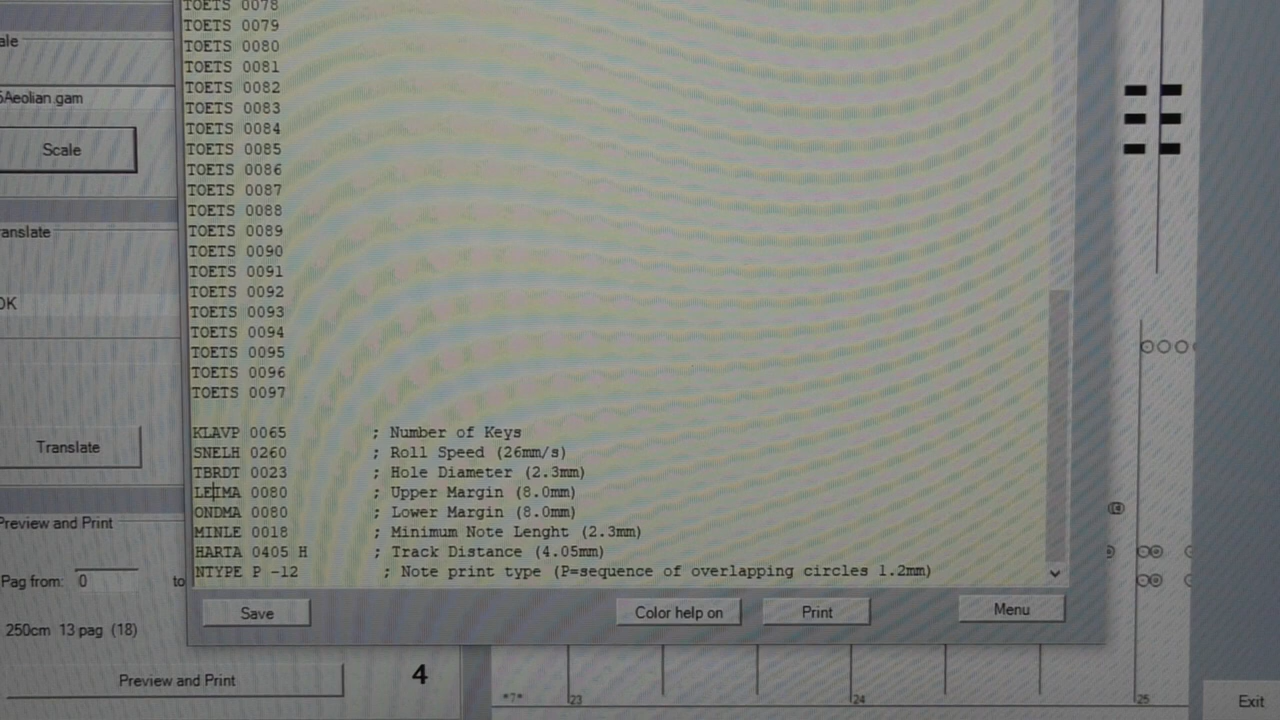 TOETS 0078
TOETS 0079
TOETS 0080
TOETS 0081
TOETS 0082
TOETS 0083
TOETS 0084
TOETS 0085
TOETS 0086
TOETS 0087
TOETS 0088
TOETS 0089
TOETS 0090
TOETS 0091
TOETS 0092
TOETS 0093
TOETS 0094
TOETS 0095
TOETS 0096
TOETS 0097
KLAVP 0065 ; Number of Keys
SNELH 0260 ; Roll Speed (26mm/s)
TBRDT 0023 ; Hole Diameter (2.3mm)
LEIMA 0080 ; Upper Margin (8.0mm)
ONDMA 0080 ; Lower Margin (8.0mm)
MINLE 0018 ; Minimum Note Lenght (2.3mm)
HARTA 0405 H ; Track Distance (4.05mm)
NTYPE P -12 ; Note print type (P=sequence of overlapping circles 1.2mm)
Save
Color help on
Print
Menu
ale
Aeolian.gam
Scale
anslate
OK
Translate
Preview and Print
Pag from: 0 to
250cm 13 pag (18)
Preview and Print
4
*7*
23
24
25
Exit